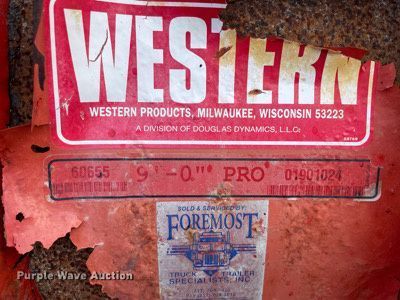 WESTERN
WESTERN PRODUCTS, MILWAUKEE, WISCONSIN 53223
A DIVISION OF DOUGLAS DYNAMICS, L.L.C.
60655 9'-0" PRO 01901024
SOLD & SERVICED BY:
FOREMOST
TRUCK TRAILER
SPECIALISTS, INC.
Purple Wave Auction